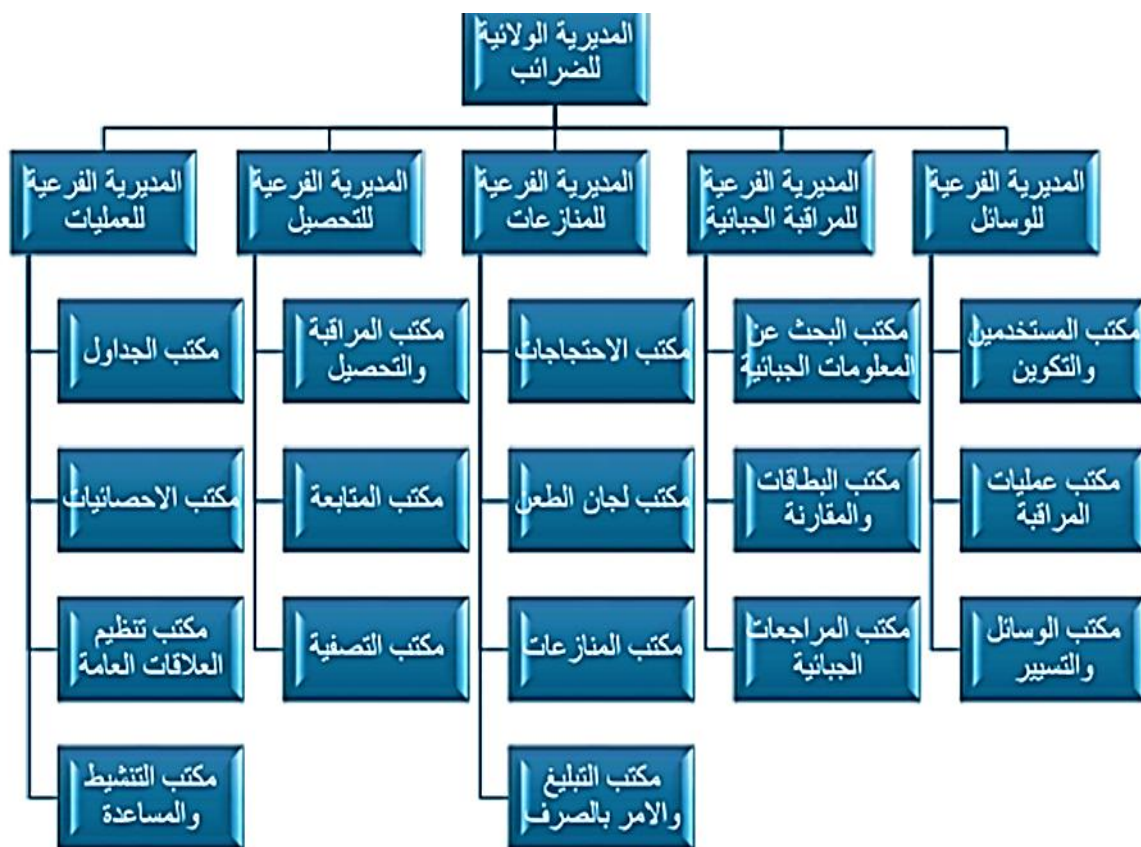 المديرية الولائية
للضرائب
المديرية الفرعية
للوسائل
المديرية الفرعية
للمراقبة الجبائية
المديرية الفرعية
للمنازعات
المديرية الفرعية
للتحصيل
المديرية الفرعية
للعمليات
مكتب المستخدمين
والتكوين
مكتب البحث عن
المعلومات الجبائية
مكتب الاحتجاجات
مكتب المراقبة
والتحصيل
مكتب الجداول
مكتب عمليات
المراقبة
مكتب البطاقات
والمقارنة
مكتب لجان الطعن
مكتب المتابعة
مكتب الاحصائيات
مكتب الوسائل
والتسيير
مكتب المراجعات
الجبائية
مكتب المنازعات
مكتب التصفية
مكتب تنظيم
العلاقات العامة
مكتب التبليغ
والامر بالصرف
مكتب التنشيط
والمساعدة